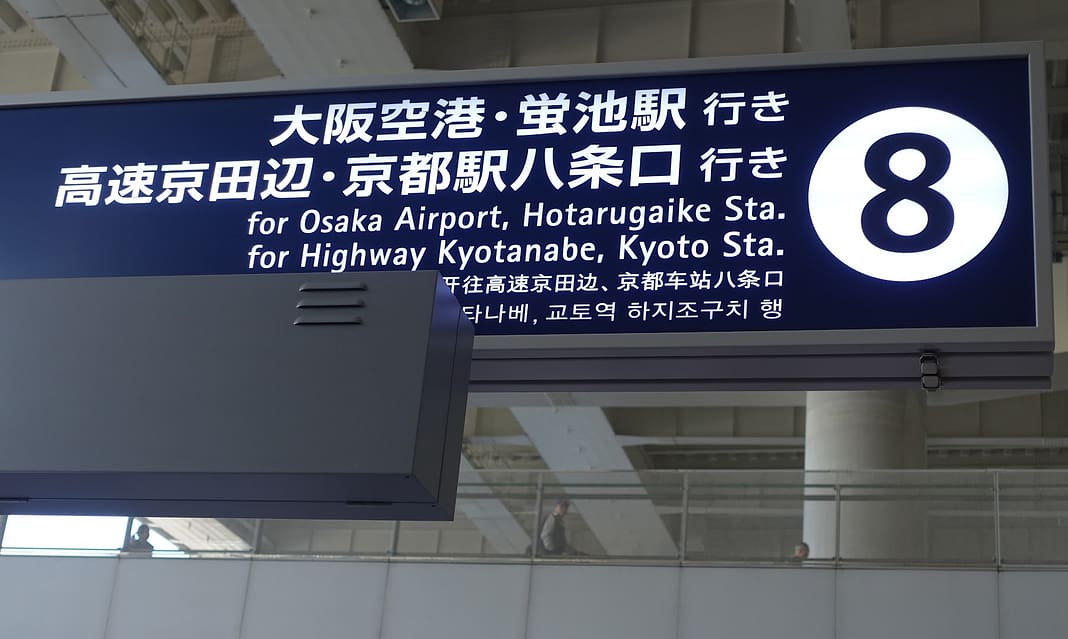 大阪空港・蛍池駅 行き
高速京田辺・京都駅八条口 行き
for Osaka Airport, Hotarugaike Sta.
for Highway Kyotanabe, Kyoto Sta.
开往高速京田边、京都车站八条口
타나베, 교토역 하지조구치 행
8